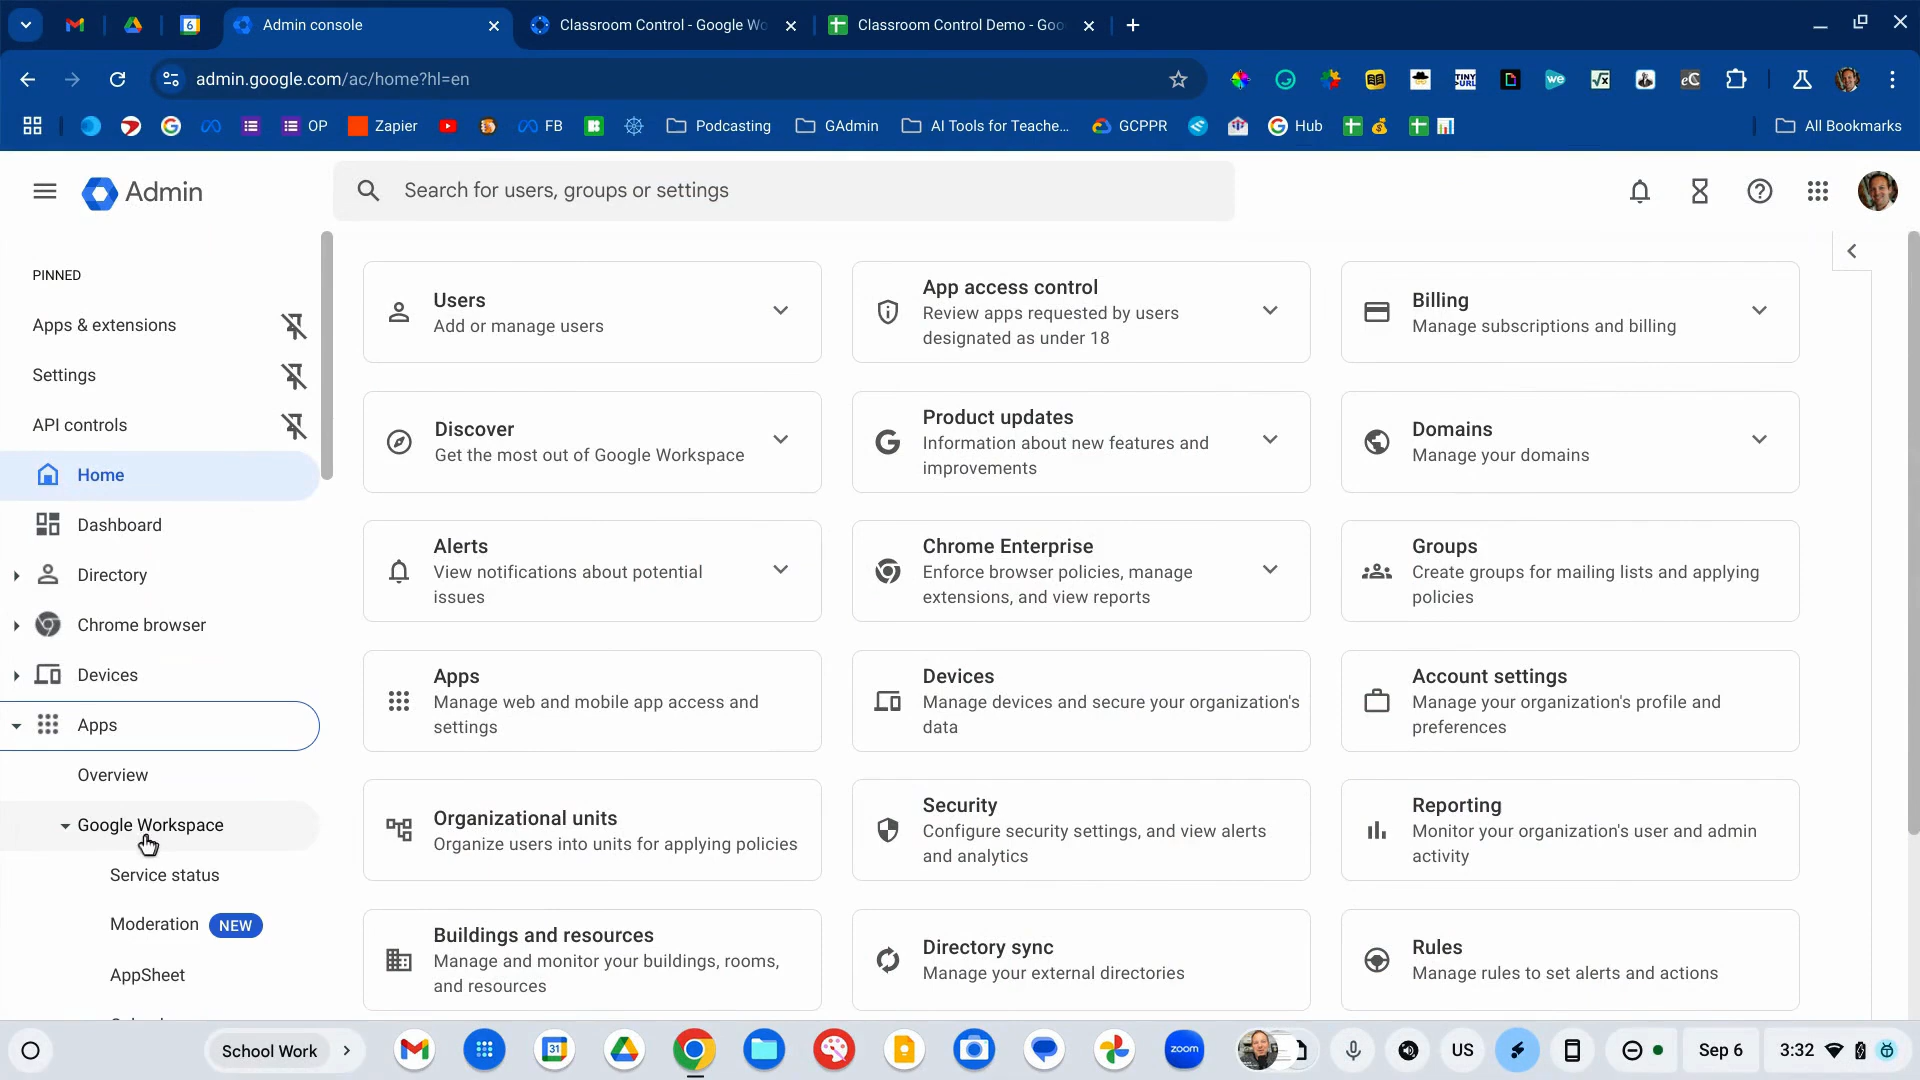 6
Admin console
Classroom Control - Google Wo
Classroom Control Demo - Goo
admin.google.com/ac/home?hl=en
TINY
URL
we
eC
OP
Zapier
FB
Podcasting
GAdmin
AI Tools for Teache...
GCPPR
Hub
All Bookmarks
Admin
Search for users, groups or settings
PINNED
Apps & extensions
Settings
API controls
Home
Dashboard
Directory
Chrome browser
Devices
Apps
Overview
Google Workspace
Service status
Moderation NEW
AppSheet
Users
Add or manage users
App access control
Review apps requested by users
designated as under 18
Billing
Manage subscriptions and billing
Discover
Get the most out of Google Workspace
Product updates
Information about new features and
improvements
Domains
Manage your domains
Alerts
View notifications about potential
issues
Chrome Enterprise
Enforce browser policies, manage
extensions, and view reports
Groups
Create groups for mailing lists and applying
policies
Apps
Manage web and mobile app access and
settings
Devices
Manage devices and secure your organization's
data
Account settings
Manage your organization's profile and
preferences
Organizational units
Organize users into units for applying policies
Security
Configure security settings, and view alerts
and analytics
Reporting
Monitor your organization's user and admin
activity
Buildings and resources
Manage and monitor your buildings, rooms,
and resources
Directory sync
Manage your external directories
Rules
Manage rules to set alerts and actions
School Work
31
zoom
US
Sep 6
3:32